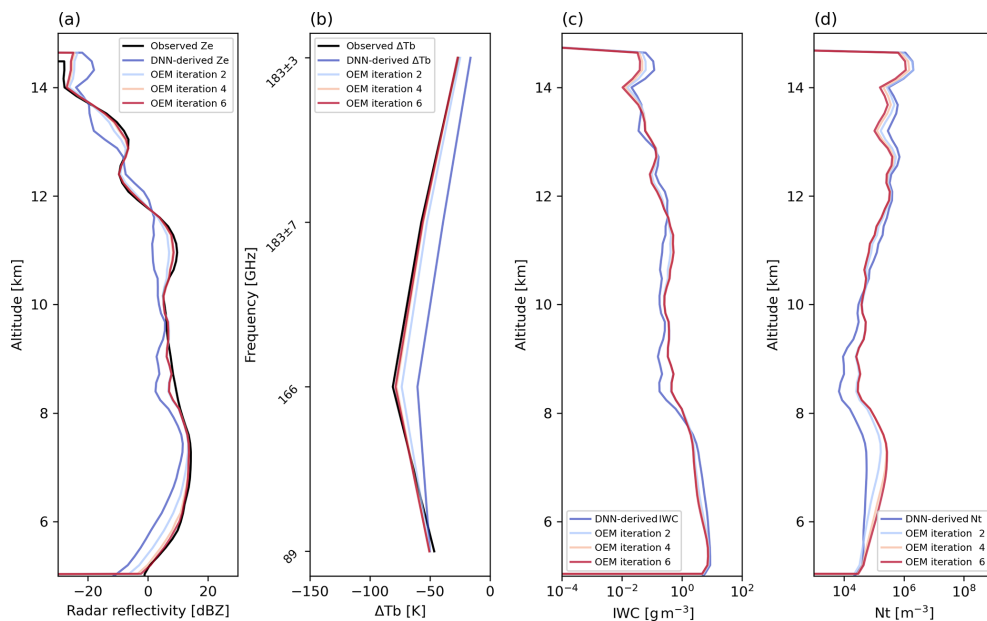 (a)
Observed Ze
DNN-derived Ze
OEM iteration 2
OEM iteration 4
OEM iteration 6
14
12
10
8
6
Altitude [km]
−20
0
20
Radar reflectivity [dBZ]
(b)
Observed ΔTb
DNN-derived ΔTb
OEM iteration 2
OEM iteration 4
OEM iteration 6
183±3
183±7
166
89
Frequency [GHz]
−150
−100
−50
0
ΔTb [K]
(c)
14
12
10
8
6
Altitude [km]
DNN-derived IWC
OEM iteration 2
OEM iteration 4
OEM iteration 6
10⁻⁴
10⁻²
10⁰
10²
IWC [g m⁻³]
(d)
14
12
10
8
6
Altitude [km]
DNN-derived Nt
OEM iteration 2
OEM iteration 4
OEM iteration 6
10⁴
10⁶
10⁸
Nt [m⁻³]